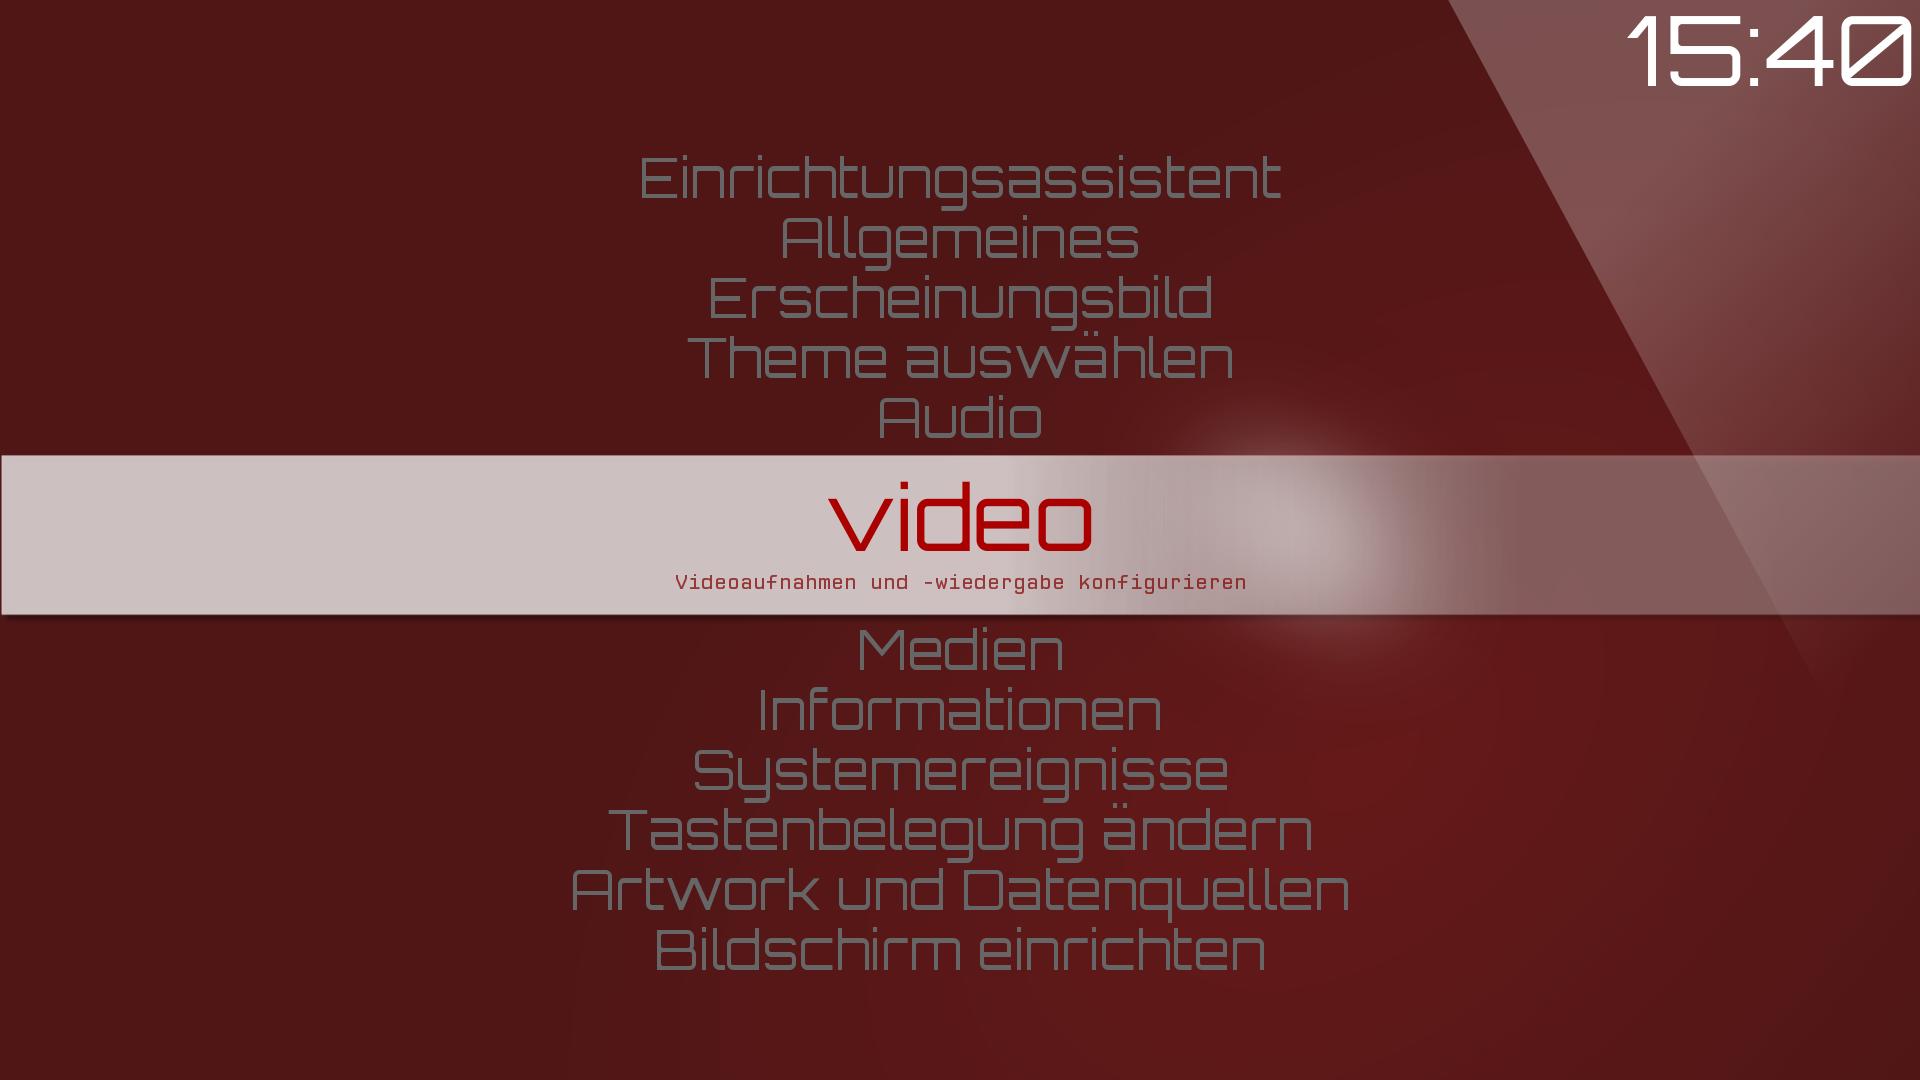 15:40
Einrichtungsassistent
Allgemeines
Erscheinungsbild
Theme auswählen
Audio
video
Videoaufnahmen und -wiedergabe konfigurieren
Medien
Informationen
Systemereignisse
Tastenbelegung ändern
Artwork und Datenquellen
Bildschirm einrichten